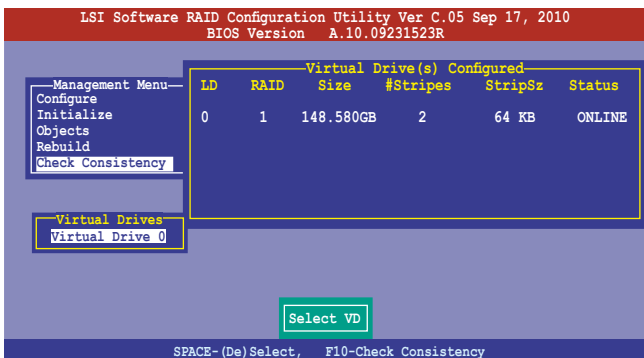 LSI Software RAID Configuration Utility Ver C.05 Sep 17, 2010
BIOS Version A.10.09231523R
Management Menu
Configure
Initialize
Objects
Rebuild
Check Consistency
Virtual Drive(s) Configured
LD RAID Size #Stripes StripSz Status
0 1 148.580GB 2 64 KB ONLINE
Virtual Drives
Virtual Drive 0
Select VD
SPACE-(De)Select, F10-Check Consistency